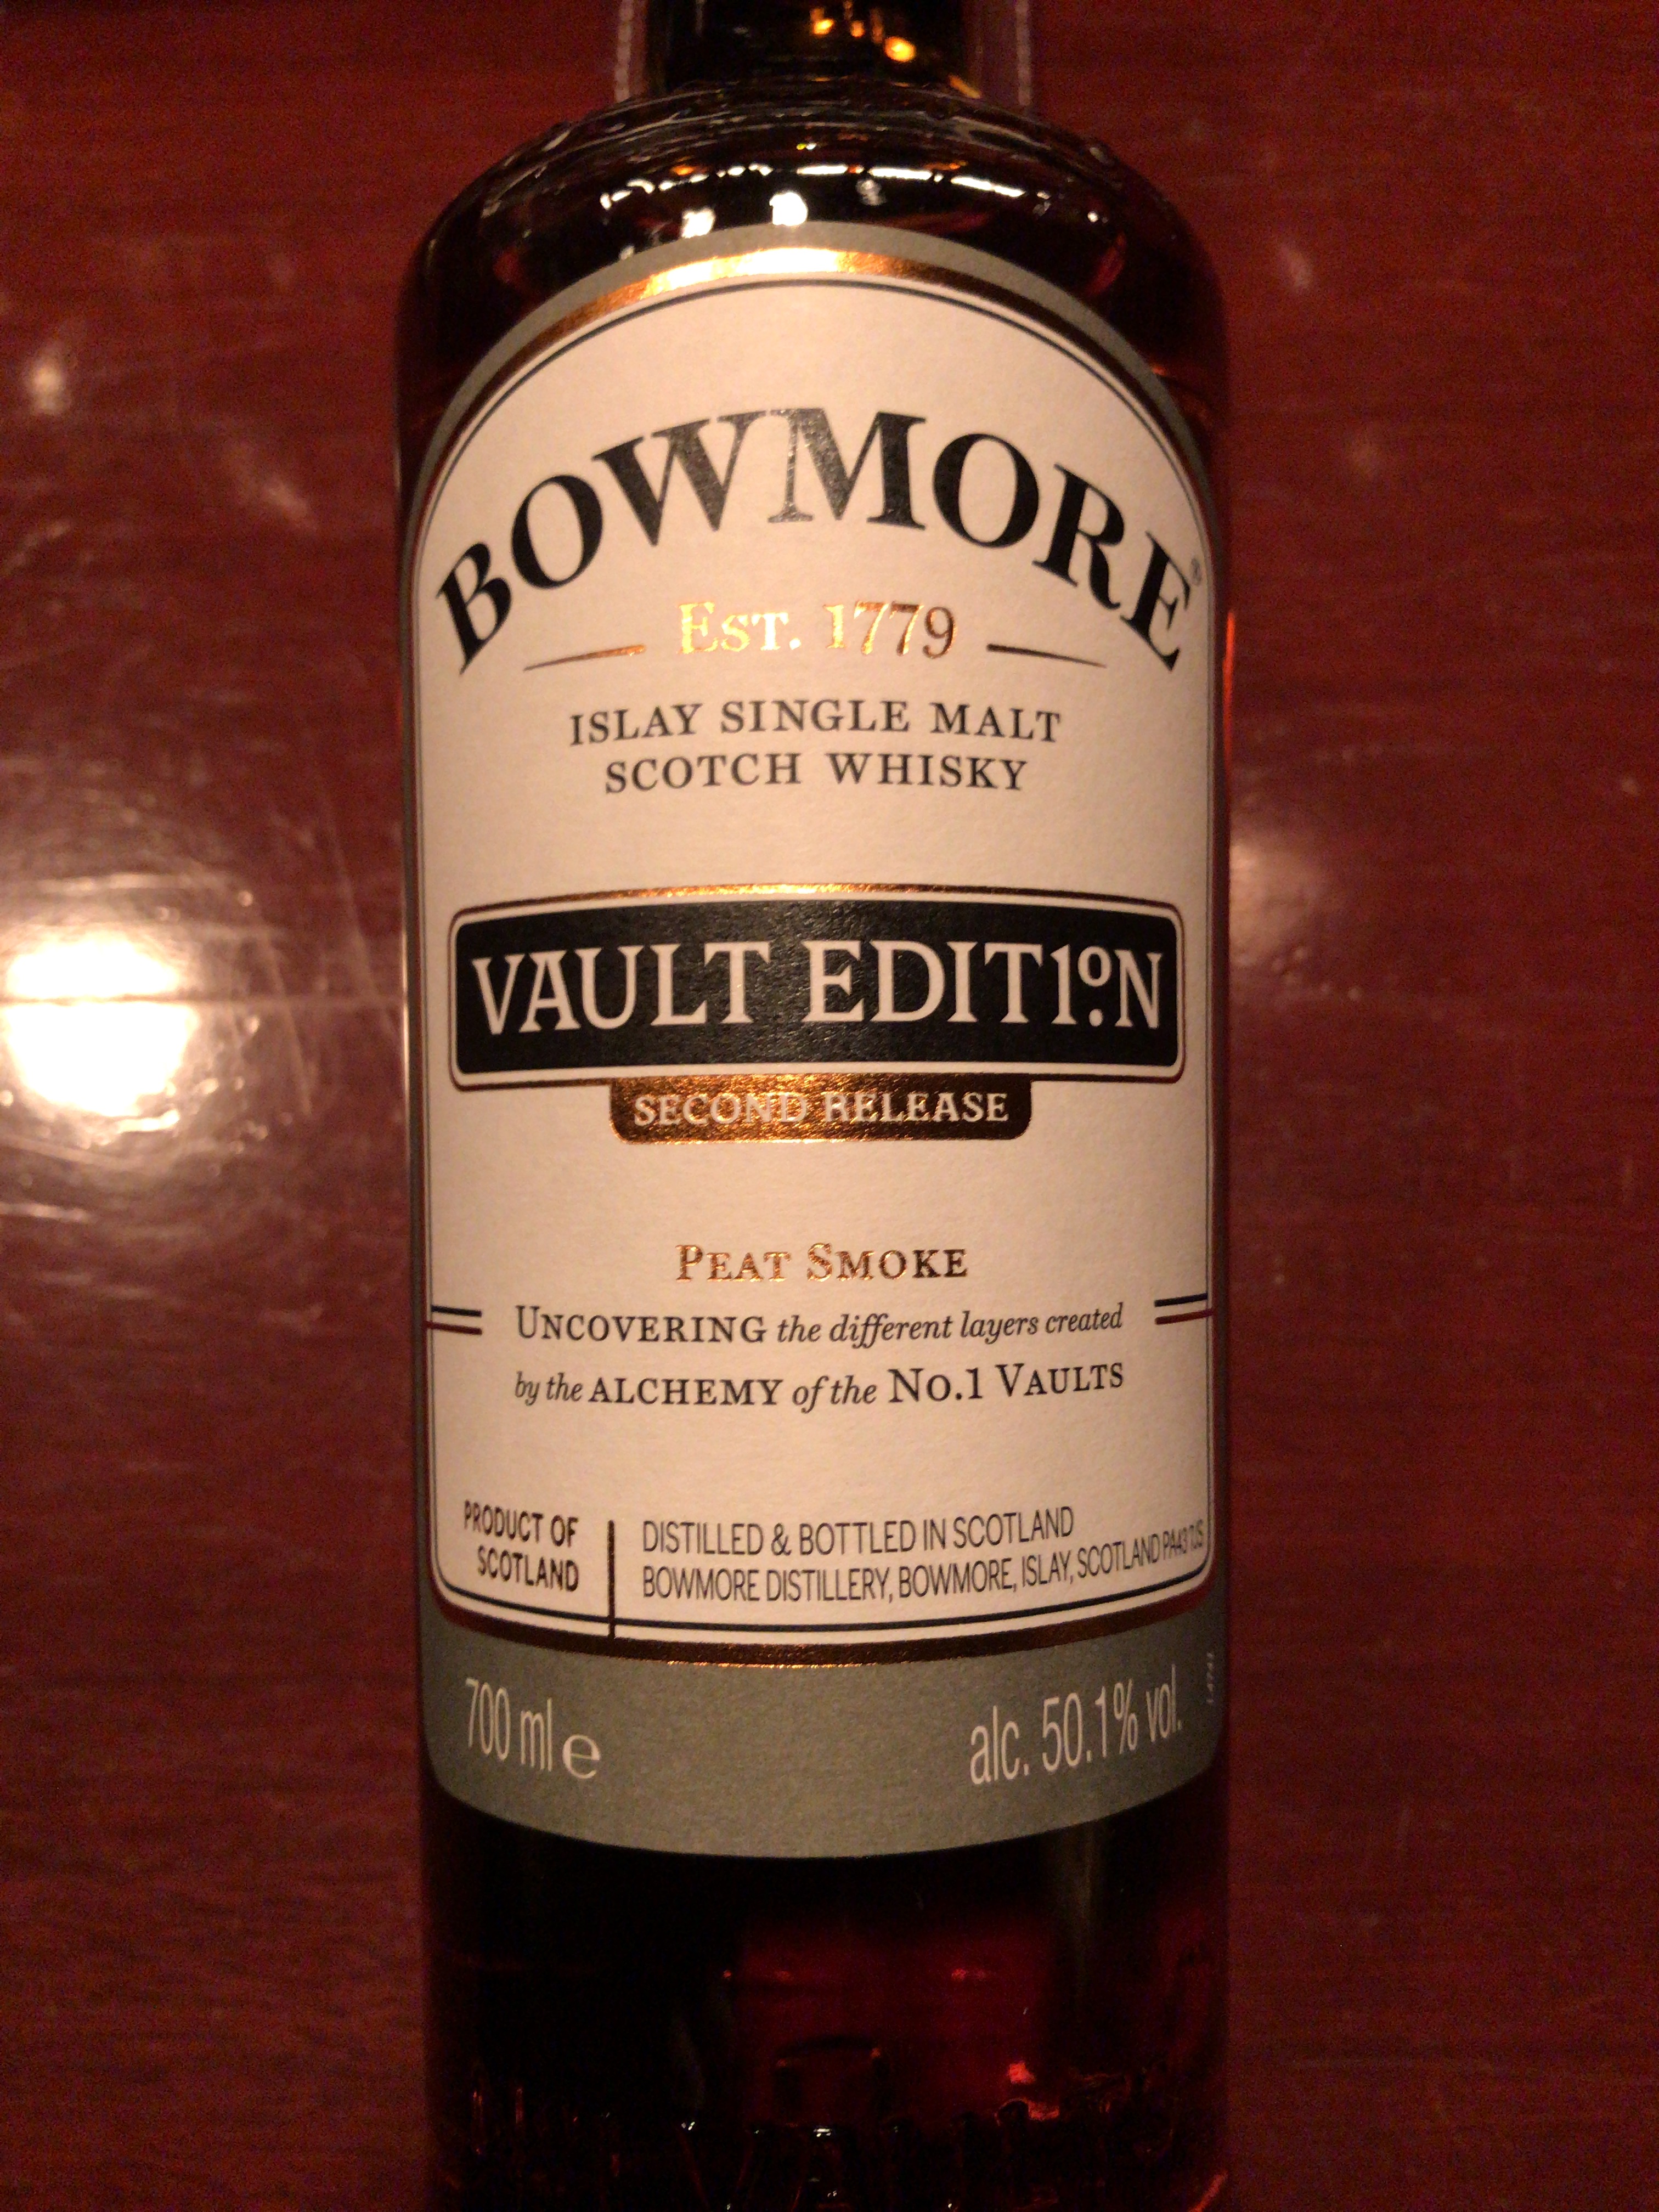 BOWMORE®
EST. 1779
ISLAY SINGLE MALT
SCOTCH WHISKY
VAULT EDIT1º.N
SECOND RELEASE
PEAT SMOKE
UNCOVERING the different layers created
by the ALCHEMY of the No.1 VAULTS
PRODUCT OF
SCOTLAND
DISTILLED & BOTTLED IN SCOTLAND
BOWMORE DISTILLERY, BOWMORE, ISLAY, SCOTLAND PA43 7JS
700 ml e
alc. 50.1% vol.